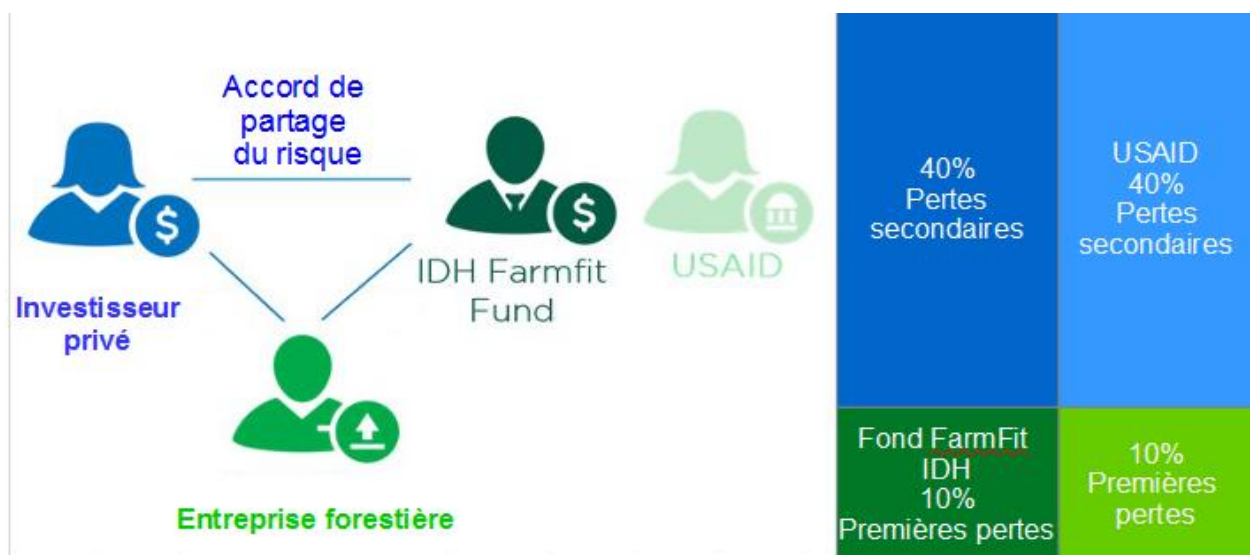 Accord de
partage
du risque
$
$
IDH Farmfit
Fund
USAID
Investisseur
privé
Entreprise forestière
40%
Pertes
secondaires
USAID
40%
Pertes
secondaires
Fond FarmFit
IDH
10%
Premières pertes
10%
Premières
pertes